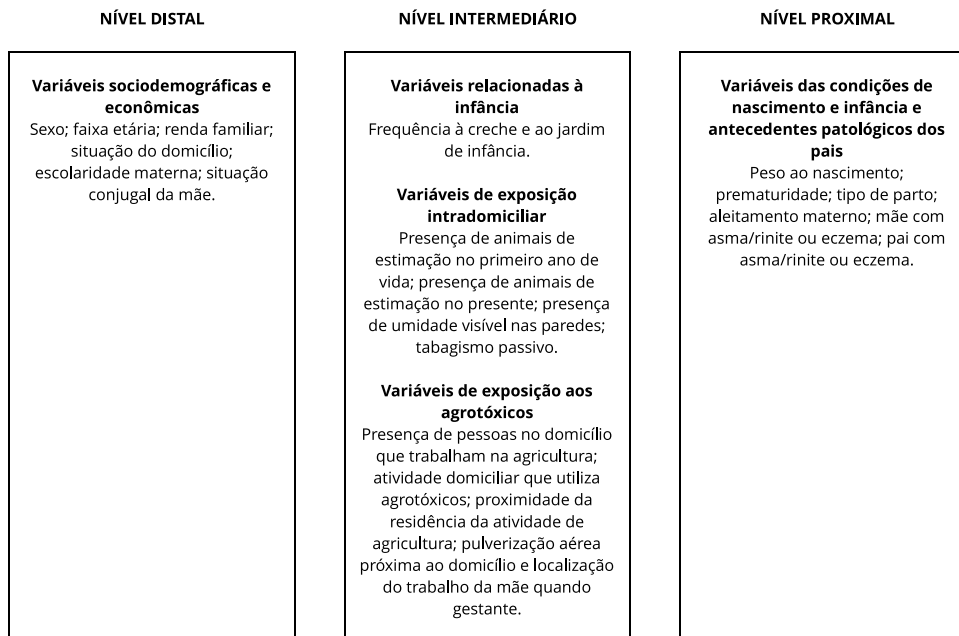 NÍVEL DISTAL
Variáveis sociodemográficas e
econômicas
Sexo; faixa etária; renda familiar;
situação do domicílio;
escolaridade materna; situação
conjugal da mãe.
NÍVEL INTERMEDIÁRIO
Variáveis relacionadas à
infância
Frequência à creche e ao jardim
de infância.
Variáveis de exposição
intradomiciliar
Presença de animais de
estimação no primeiro ano de
vida; presença de animais de
estimação no presente; presença
de umidade visível nas paredes;
tabagismo passivo.
Variáveis de exposição aos
agrotóxicos
Presença de pessoas no domicílio
que trabalham na agricultura;
atividade domiciliar que utiliza
agrotóxicos; proximidade da
residência da atividade de
agricultura; pulverização aérea
próxima ao domicílio e localização
do trabalho da mãe quando
gestante.
NÍVEL PROXIMAL
Variáveis das condições de
nascimento e infância e
antecedentes patológicos dos
pais
Peso ao nascimento;
prematuridade; tipo de parto;
aleitamento materno; mãe com
asma/rinite ou eczema; pai com
asma/rinite ou eczema.